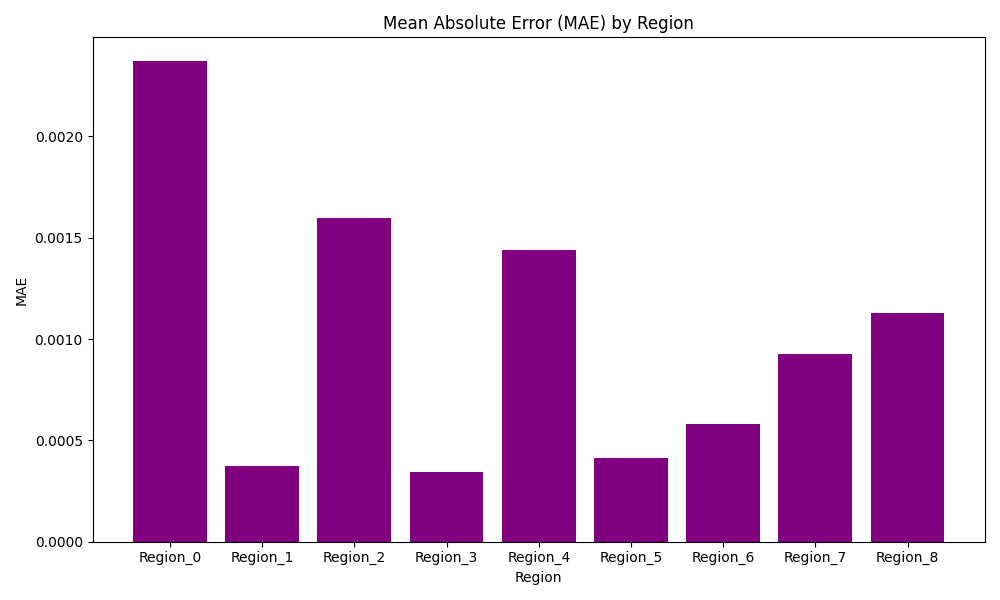 Mean Absolute Error (MAE) by Region
MAE
0.0020
0.0015
0.0010
0.0005
0.0000
Region_0 Region_1 Region_2 Region_3 Region_4 Region_5 Region_6 Region_7 Region_8
Region